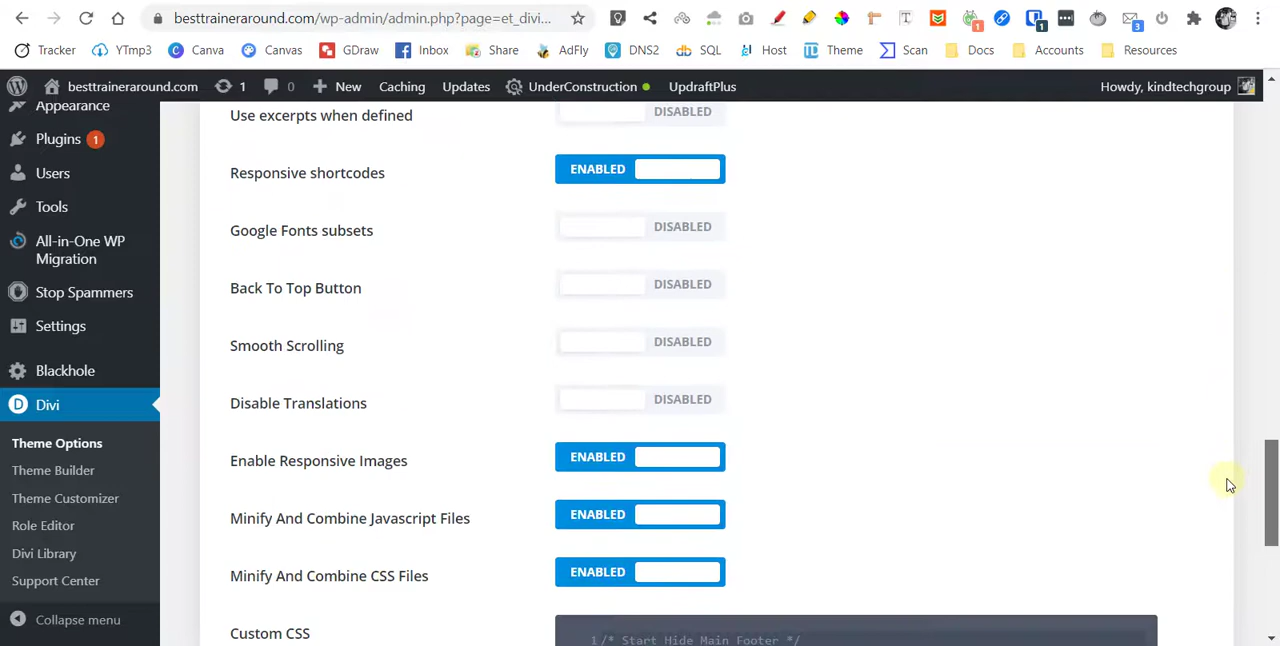 besttraineraround.com/wp-admin/admin.php?page=et_divi...
1 1 3
Tracker YTmp3 Canva Canvas GDraw Inbox Share AdFly DNS2 SQL Host Theme Scan Docs Accounts Resources
besttraineraround.com 1 0 New Caching Updates UnderConstruction UpdraftPlus Howdy, kindtechgroup
Appearance
Plugins 1
Users
Tools
All-in-One WP
Migration
Stop Spammers
Settings
Blackhole
Divi
Theme Options
Theme Builder
Theme Customizer
Role Editor
Divi Library
Support Center
Collapse menu
Use excerpts when defined DISABLED
Responsive shortcodes ENABLED
Google Fonts subsets DISABLED
Back To Top Button DISABLED
Smooth Scrolling DISABLED
Disable Translations DISABLED
Enable Responsive Images ENABLED
Minify And Combine Javascript Files ENABLED
Minify And Combine CSS Files ENABLED
Custom CSS 1 /* Start Hide Main Footer */